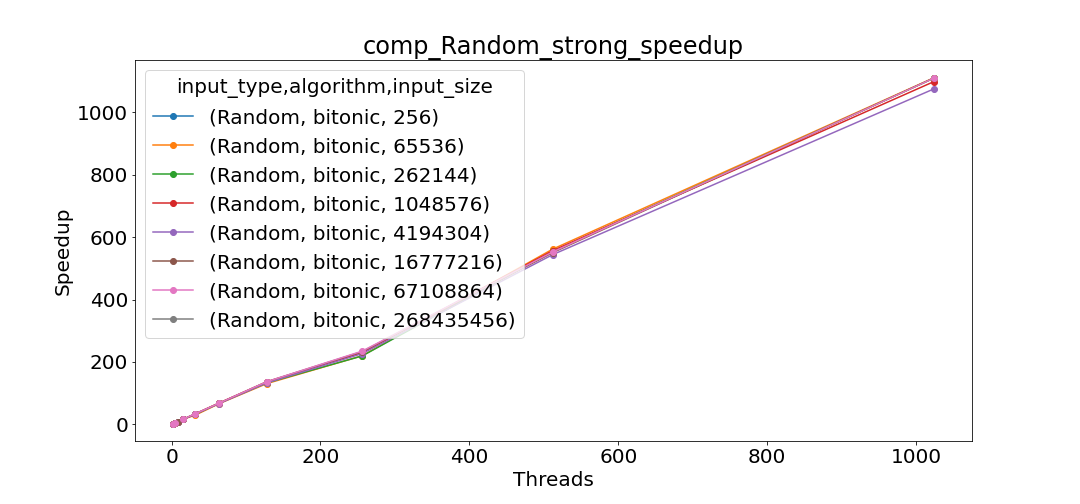 comp_Random_strong_speedup
input_type,algorithm,input_size
(Random, bitonic, 256)
(Random, bitonic, 65536)
(Random, bitonic, 262144)
(Random, bitonic, 1048576)
(Random, bitonic, 4194304)
(Random, bitonic, 16777216)
(Random, bitonic, 67108864)
(Random, bitonic, 268435456)
Speedup
1000
800
600
400
200
0
0 200 400 600 800 1000
Threads